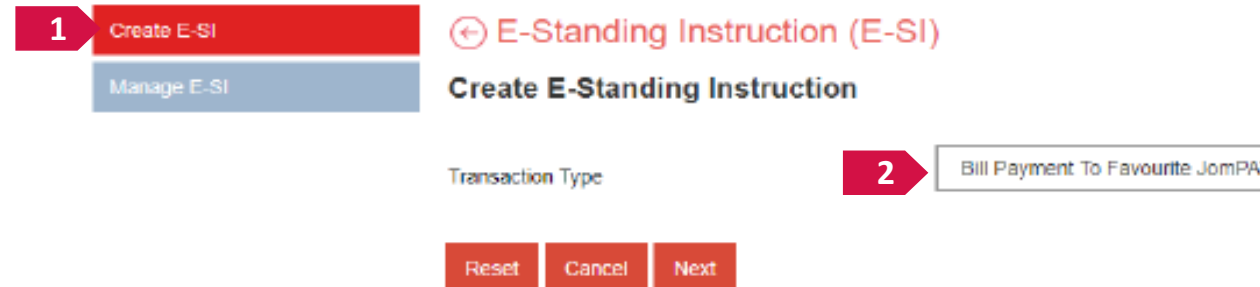 1 Create E-SI
Manage E-SI
E-Standing Instruction (E-SI)
Create E-Standing Instruction
Transaction Type 2 Bill Payment To Favourite JomPA
Reset Cancel Next